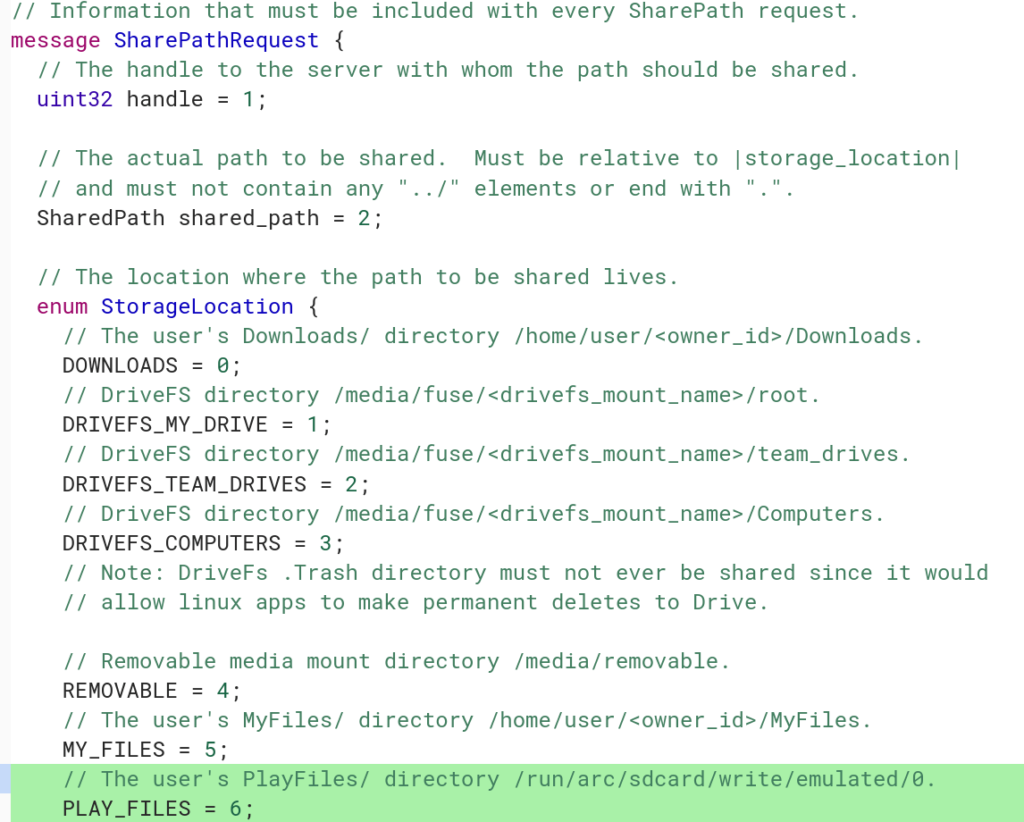 // Information that must be included with every SharePath request.
message SharePathRequest {
  // The handle to the server with whom the path should be shared.
  uint32 handle = 1;

  // The actual path to be shared.  Must be relative to |storage_location|
  // and must not contain any "../" elements or end with ".".
  SharedPath shared_path = 2;

  // The location where the path to be shared lives.
  enum StorageLocation {
    // The user's Downloads/ directory /home/user/<owner_id>/Downloads.
    DOWNLOADS = 0;
    // DriveFS directory /media/fuse/<drivefs_mount_name>/root.
    DRIVEFS_MY_DRIVE = 1;
    // DriveFS directory /media/fuse/<drivefs_mount_name>/team_drives.
    DRIVEFS_TEAM_DRIVES = 2;
    // DriveFS directory /media/fuse/<drivefs_mount_name>/Computers.
    DRIVEFS_COMPUTERS = 3;
    // Note: DriveFs .Trash directory must not ever be shared since it would
    // allow linux apps to make permanent deletes to Drive.

    // Removable media mount directory /media/removable.
    REMOVABLE = 4;
    // The user's MyFiles/ directory /home/user/<owner_id>/MyFiles.
    MY_FILES = 5;
    // The user's PlayFiles/ directory /run/arc/sdcard/write/emulated/0.
    PLAY_FILES = 6;